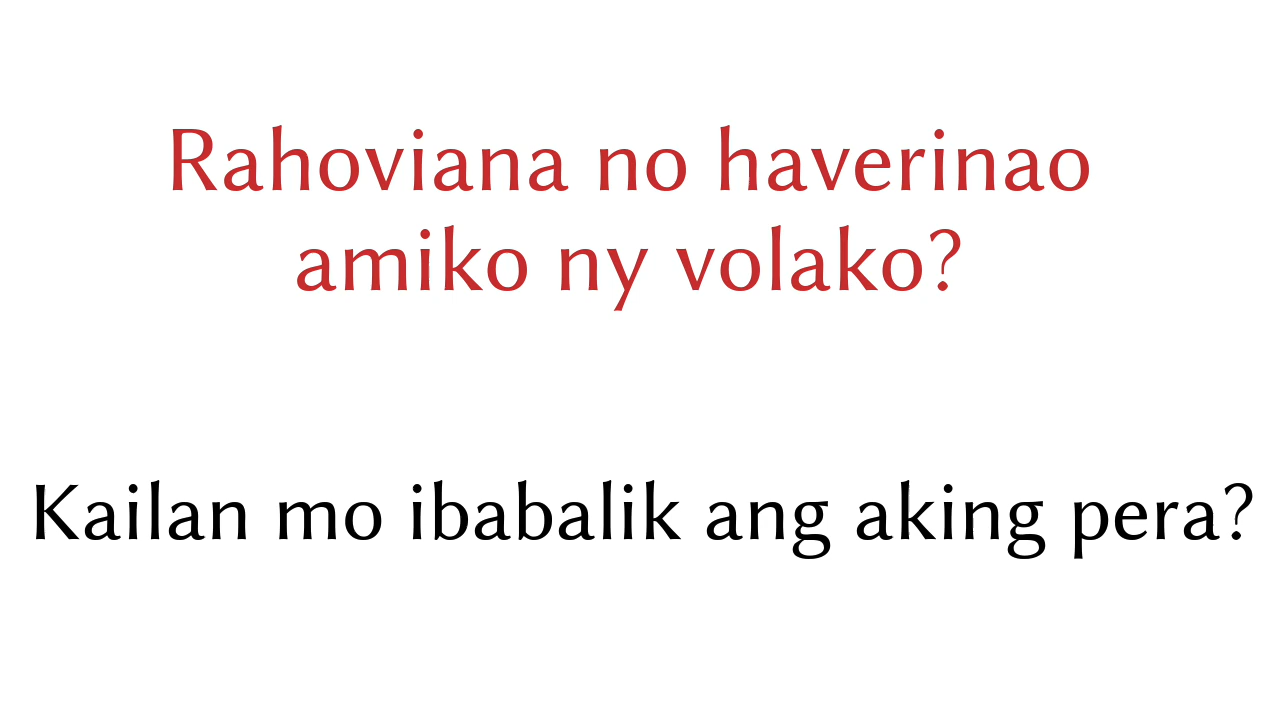 Rahoviana no haverinao
amiko ny volako?
Kailan mo ibabalik ang aking pera?